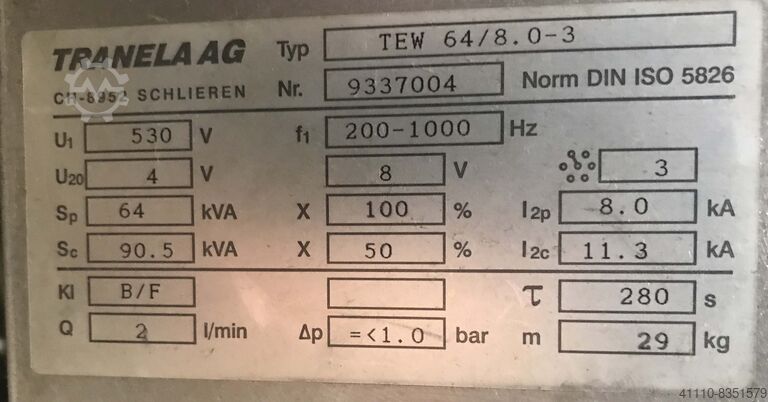 TRANELA AG Typ TEW 64/8.0-3
CH-8952 SCHLIEREN Nr. 9337004 Norm DIN ISO 5826
U1 530 V f1 200-1000 Hz
U20 4 V 8 V 3
Sp 64 kVA X 100 % I2p 8.0 kA
Sc 90.5 kVA X 50 % I2c 11.3 kA
Kl B/F τ 280 s
Q 2 l/min Δp =<1.0 bar m 29 kg
41110-8351579